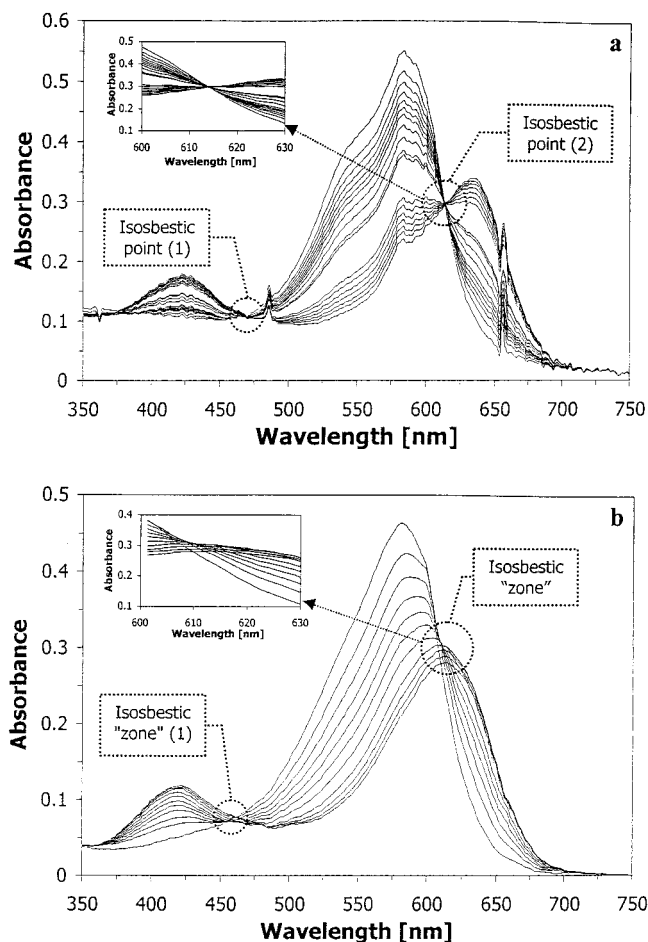 0.6
0.5
0.4
0.3
0.2
0.1
0
Absorbance
a
0.5
0.4
0.3
0.2
0.1
Absorbance
600
610
620
630
Wavelength [nm]
Isosbestic
point (2)
Isosbestic
point (1)
350
400
450
500
550
600
650
700
750
Wavelength [nm]
0.5
0.4
0.3
0.2
0.1
0
Absorbance
b
0.4
0.3
0.2
0.1
Absorbance
600
610
620
630
Wavelength [nm]
Isosbestic
"zone"
Isosbestic
"zone" (1)
350
400
450
500
550
600
650
700
750
Wavelength [nm]